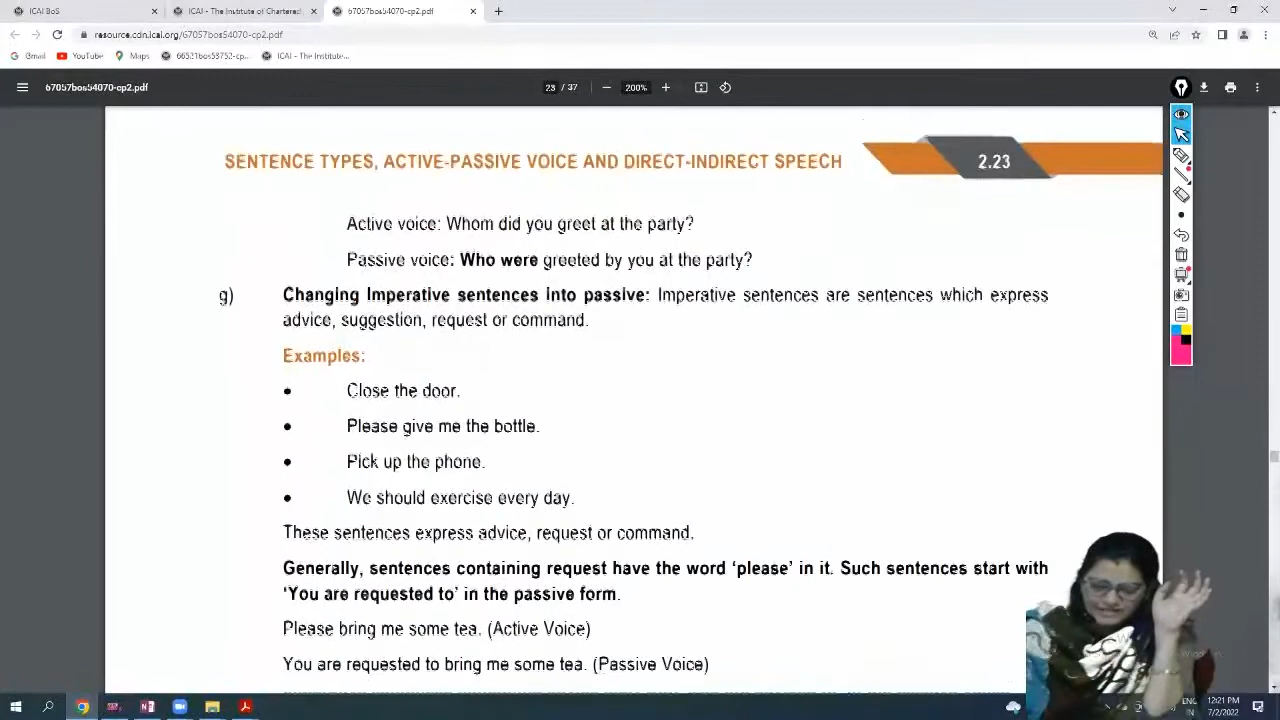 ICAI BoS
ICAI - The Institute of Chartered
67057bos54070-cp2.pdf
resource.cdn.icai.org/67057bos54070-cp2.pdf
Gmail
YouTube
Maps
66531bos53752-cp...
ICAI - The Institute...
67057bos54070-cp2.pdf
23 / 37
200%
SENTENCE TYPES, ACTIVE-PASSIVE VOICE AND DIRECT-INDIRECT SPEECH
2.23
Active voice: Whom did you greet at the party?
Passive voice: Who were greeted by you at the party?
g) Changing Imperative sentences into passive: Imperative sentences are sentences which express
advice, suggestion, request or command.
Examples:
• Close the door.
• Please give me the bottle.
• Pick up the phone.
• We should exercise every day.
These sentences express advice, request or command.
Generally, sentences containing request have the word ‘please’ in it. Such sentences start with
‘You are requested to’ in the passive form.
Please bring me some tea. (Active Voice)
You are requested to bring me some tea. (Passive Voice)
ENG
IN
12:21 PM
7/2/2022